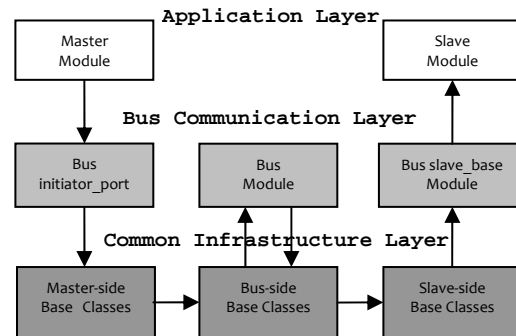 Application Layer
Master
Module
Slave
Module
Bus Communication Layer
Bus
initiator_port
Bus
Module
Bus slave_base
Module
Common Infrastructure Layer
Master-side
Base Classes
Bus-side
Base Classes
Slave-side
Base Classes